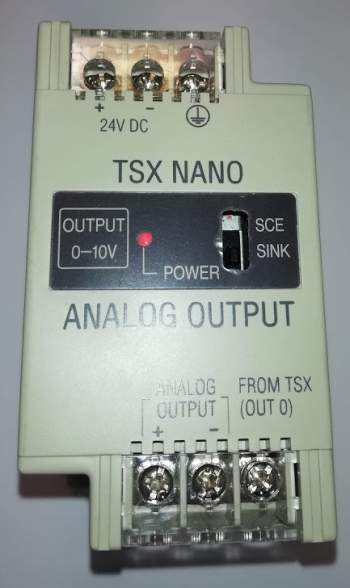 + −
24V DC
TSX NANO
OUTPUT
0−10V
SCE
SINK
POWER
ANALOG OUTPUT
ANALOG
OUTPUT
+ −
FROM TSX
(OUT 0)